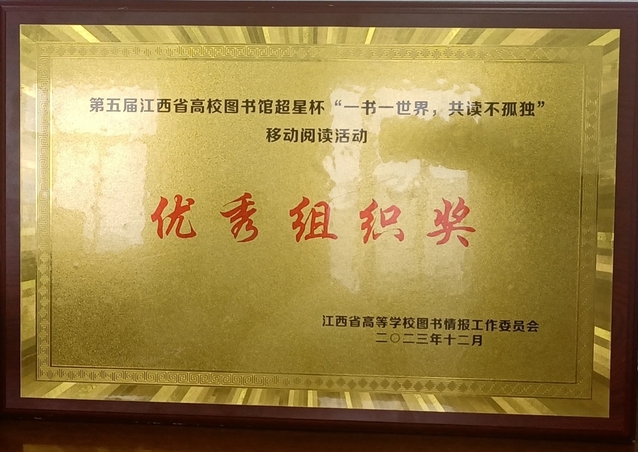 第五届江西省高校图书馆超星杯“一书一世界，共读不孤独”
移动阅读活动
优秀组织奖
江西省高等学校图书情报工作委员会
二〇二三年十二月